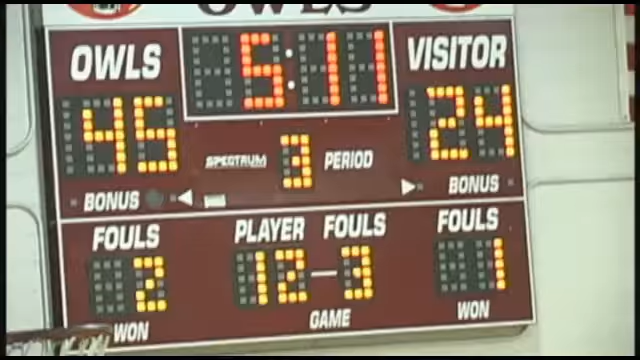 OWLS
OWLS 5:11 VISITOR
45 24
SPECTRUM 3 PERIOD
BONUS BONUS
FOULS PLAYER FOULS FOULS
2 12-3 1
WON GAME WON